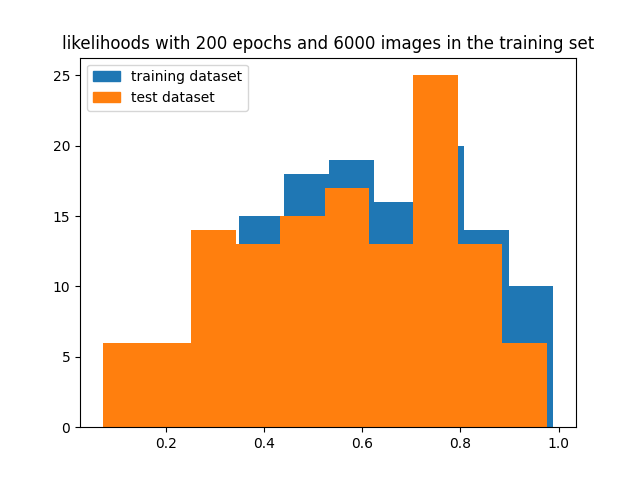 likelihoods with 200 epochs and 6000 images in the training set
training dataset
test dataset
25
20
15
10
5
0
0.2 0.4 0.6 0.8 1.0